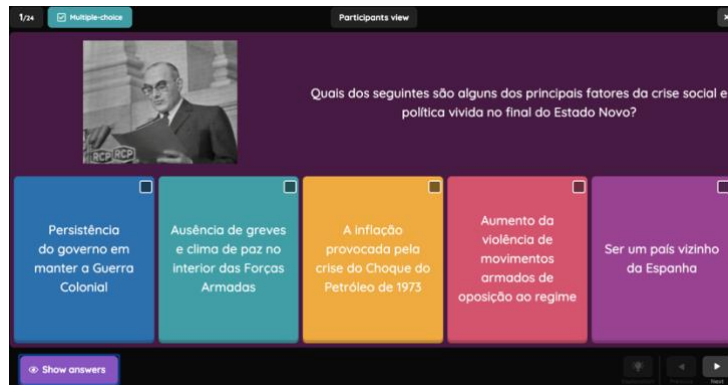 1/24
Multiple-choice
Participants view
RCP RCP
Quais dos seguintes são alguns dos principais fatores da crise social e
política vivida no final do Estado Novo?
Persistência
do governo em
manter a Guerra
Colonial
Ausência de greves
e clima de paz no
interior das Forças
Armadas
A inflação
provocada pela
crise do Choque do
Petróleo de 1973
Aumento da
violência de
movimentos
armados de
oposição ao regime
Ser um país vizinho
da Espanha
Show answers
Next